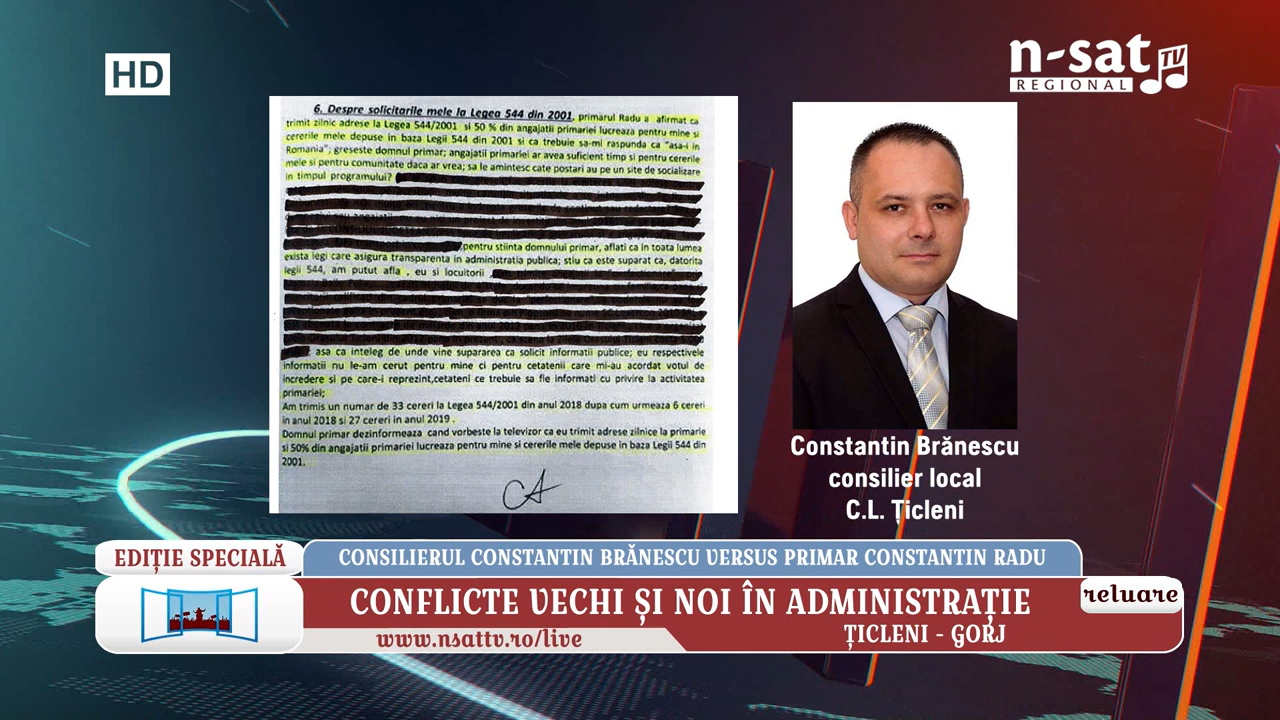 HD
n-sat TV
REGIONAL
6. Despre solicitarile mele la Legea 544 din 2001, primarul Radu a afirmat ca
trimit zilnic adrese la Legea 544/2001 si 50 % din angajatii primariei lucreaza pentru mine si
cererile mele depuse in baza Legii 544 din 2001 si ca trebuie sa-mi raspunda ca "asa-i in
Romania"; greseste domnul primar; angajatii primariei ar avea suficient timp si pentru cererile
mele si pentru comunitate daca ar vrea; sa le amintesc cate postari au pe un site de socializare
in timpul programului?
pentru stiinta domnului primar, aflati ca in toata lumea
exista legi care asigura transparenta in administratia publica; stiu ca este suparat ca, datorita
legii 544, am putut afla , eu si locuitorii
asa ca inteleg de unde vine supararea ca solicit informatii publice; eu respectivele
informatii nu le-am cerut pentru mine ci pentru cetatenii care mi-au acordat votul de
incredere si pe care-i reprezint,cetateni ce trebuie sa fie informati cu privire la activitatea
primariei;
Am trimis un numar de 33 cereri la Legea 544/2001 din anul 2018 dupa cum urmeaza 6 cereri
in anul 2018 si 27 cereri in anul 2019 .
Domnul primar dezinformeaza cand vorbeste la televizor ca eu trimit adrese zilnice la primarie
si 50% din angajatii primariei lucreaza pentru mine si cererile mele depuse in baza Legii 544 din
2001.
Constantin Brănescu
consilier local
C.L. Țicleni
EDIȚIE SPECIALĂ
CONSILIERUL CONSTANTIN BRĂNESCU VERSUS PRIMAR CONSTANTIN RADU
CONFLICTE VECHI ȘI NOI ÎN ADMINISTRAȚIE
reluare
ȚICLENI - GORJ
www.nsattv.ro/live